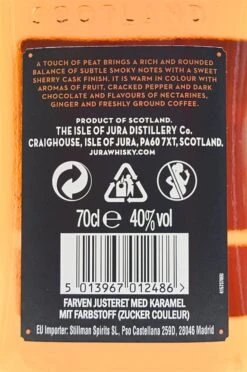 A TOUCH OF PEAT BRINGS A RICH AND ROUNDED
BALANCE OF SUBTLE SMOKY NOTES WITH A SWEET
SHERRY CASK FINISH. IT IS WARM IN COLOUR WITH
AROMAS OF FRUIT, CRACKED PEPPER AND DARK
CHOCOLATE AND FLAVOURS OF NECTARINES,
GINGER AND FRESHLY GROUND COFFEE.
PRODUCT OF SCOTLAND.
THE ISLE OF JURA DISTILLERY Co.
CRAIGHOUSE, ISLE OF JURA, PA60 7XT, SCOTLAND.
JURAWHISKY.COM
70cl e 40%vol
5 013967 012486 >
FARVEN JUSTERET MED KARAMEL
MIT FARBSTOFF (ZUCKER COULEUR)
EU Importer: Stillman Spirits SL, Pso Castellana 259D, 28046 Madrid